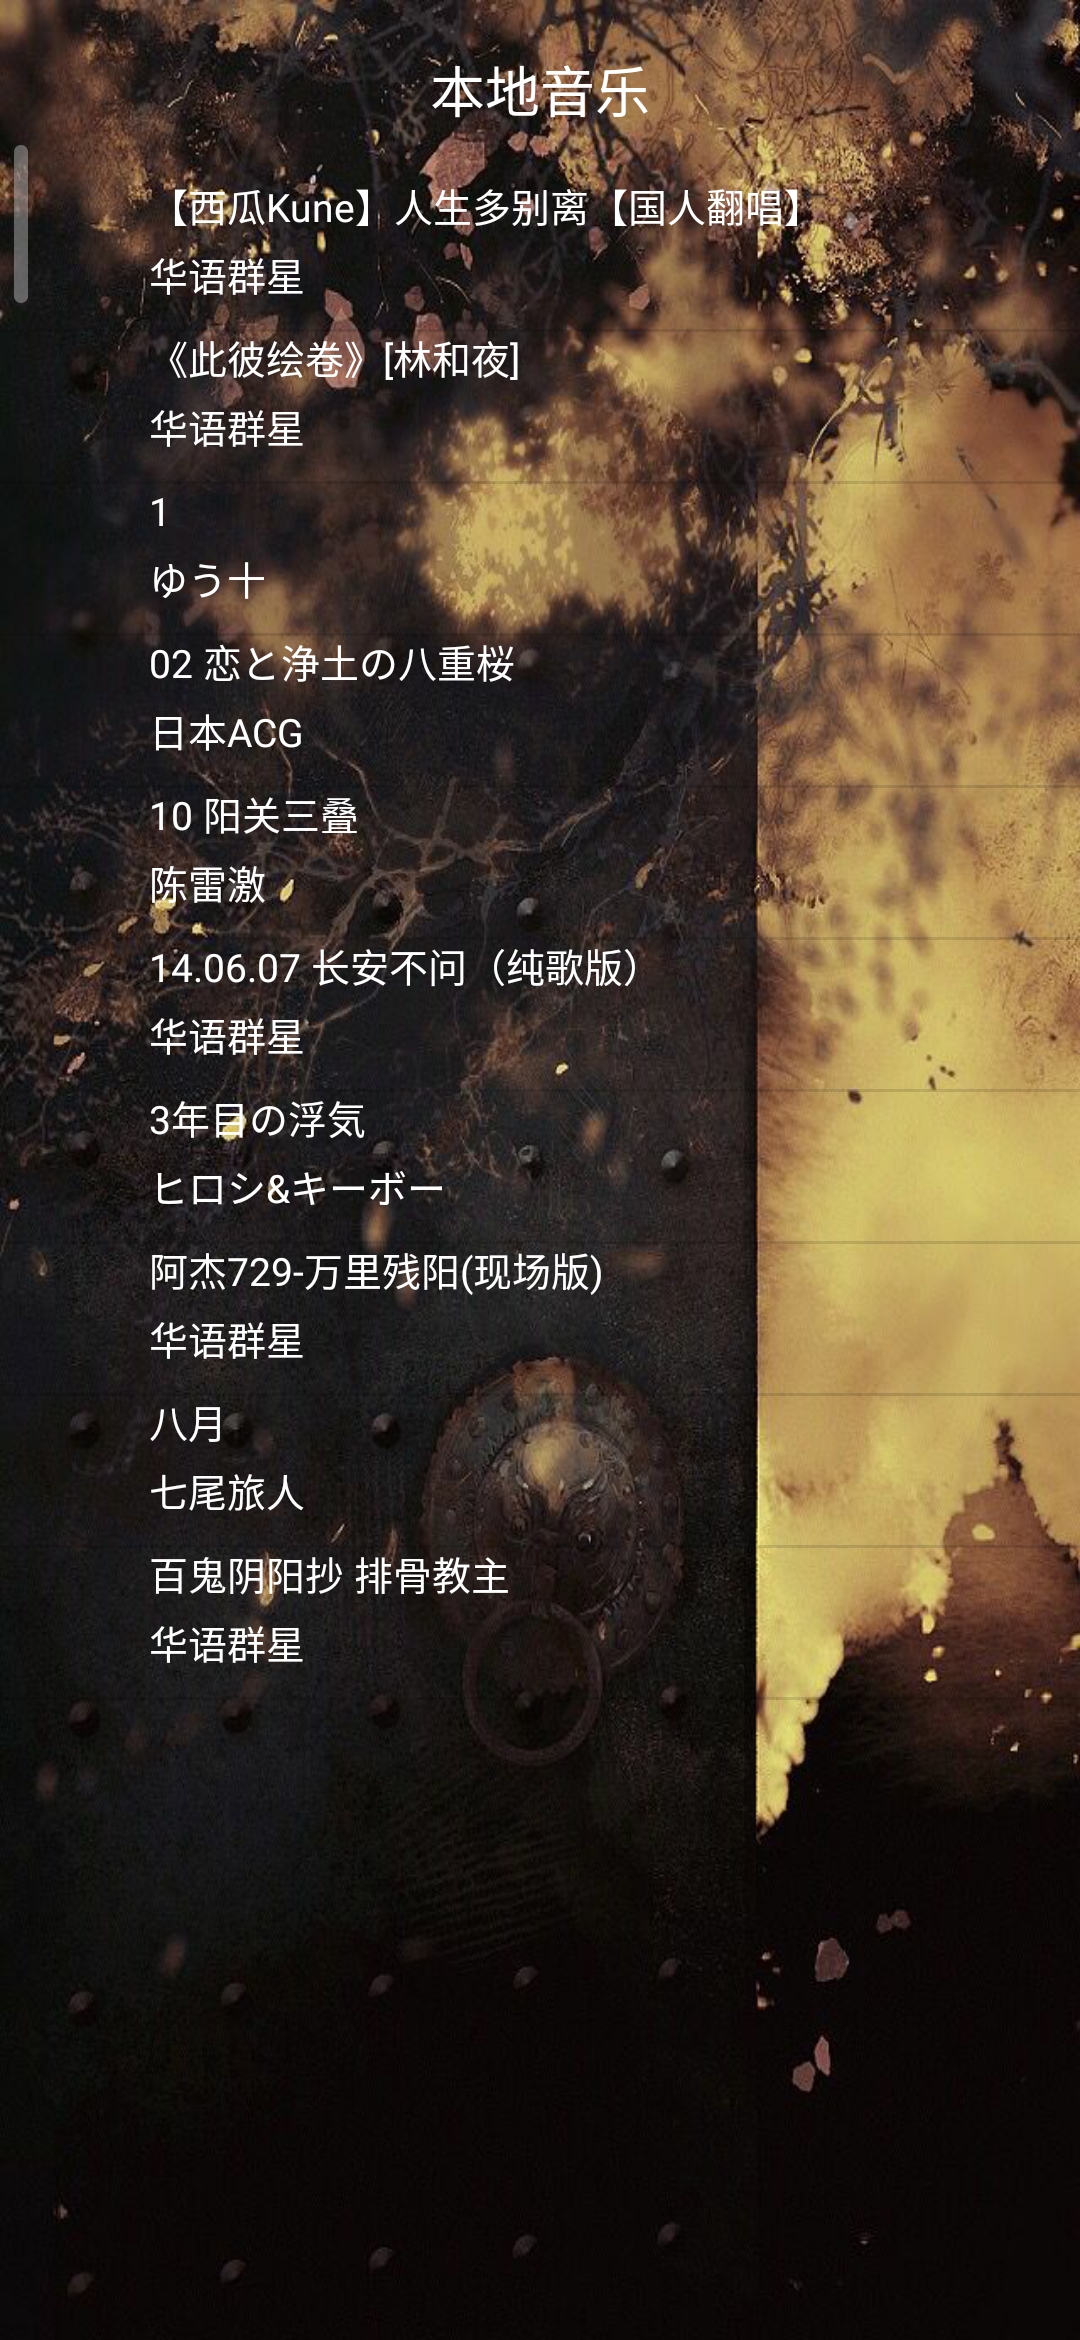 本地音乐
【西瓜Kune】人生多别离【国人翻唱】
华语群星
《此彼绘卷》[林和夜]
华语群星
1
ゆう十
02 恋と浄土の八重桜
日本ACG
10 阳关三叠
陈雷激
14.06.07 长安不问（纯歌版）
华语群星
3年目の浮気
ヒロシ&キーボー
阿杰729-万里残阳(现场版)
华语群星
八月
七尾旅人
百鬼阴阳抄 排骨教主
华语群星